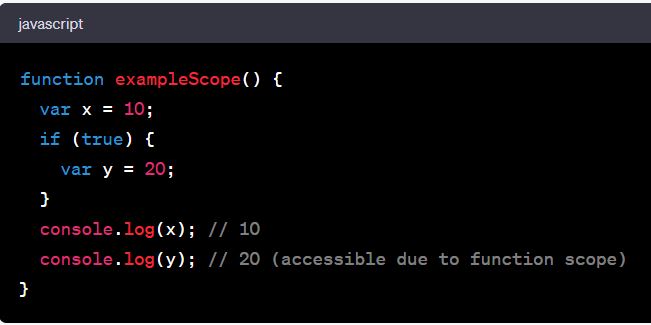 javascript
function exampleScope() {
  var x = 10;
  if (true) {
    var y = 20;
  }
  console.log(x); // 10
  console.log(y); // 20 (accessible due to function scope)
}